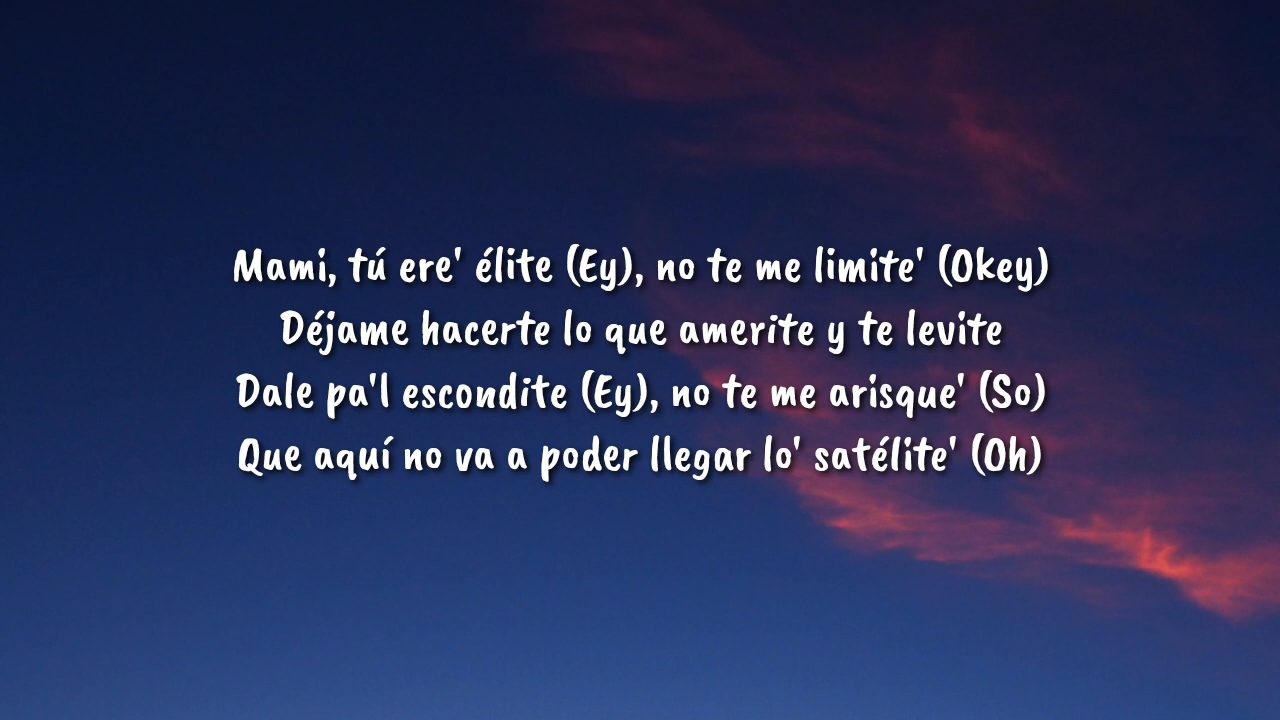 Mami, tú ere' élite (Ey), no te me limite' (Okey)
Déjame hacerte lo que amerite y te levite
Dale pa'l escondite (Ey), no te me arisque' (So)
Que aquí no va a poder llegar lo' satélite' (Oh)